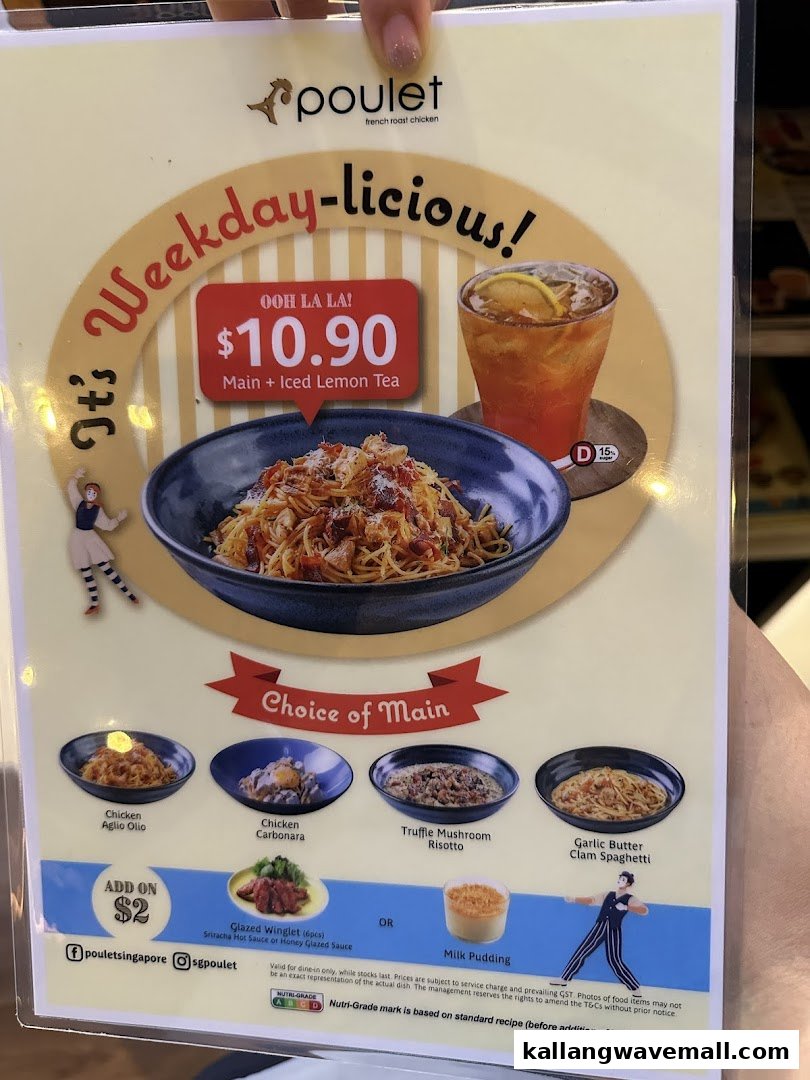 poulet
french roast chicken
It's Weekday-licious!
OOH LA LA!
$10.90
Main + Iced Lemon Tea
D 15% sugar
Choice of Main
Chicken
Aglio Olio
Chicken
Carbonara
Truffle Mushroom
Risotto
Garlic Butter
Clam Spaghetti
ADD ON
$2
Glazed Winglet (6pcs)
Sriracha Hot Sauce or Honey Glazed Sauce
OR
Milk Pudding
pouletsingapore sgpoulet
Valid for dine-in only, while stocks last. Prices are subject to service charge and prevailing GST. Photos of food items may not
be an exact representation of the actual dish. The management reserves the rights to amend the T&Cs without prior notice.
NUTRI-GRADE
A B C D
Nutri-Grade mark is based on standard recipe (before
kallangwavemall.com